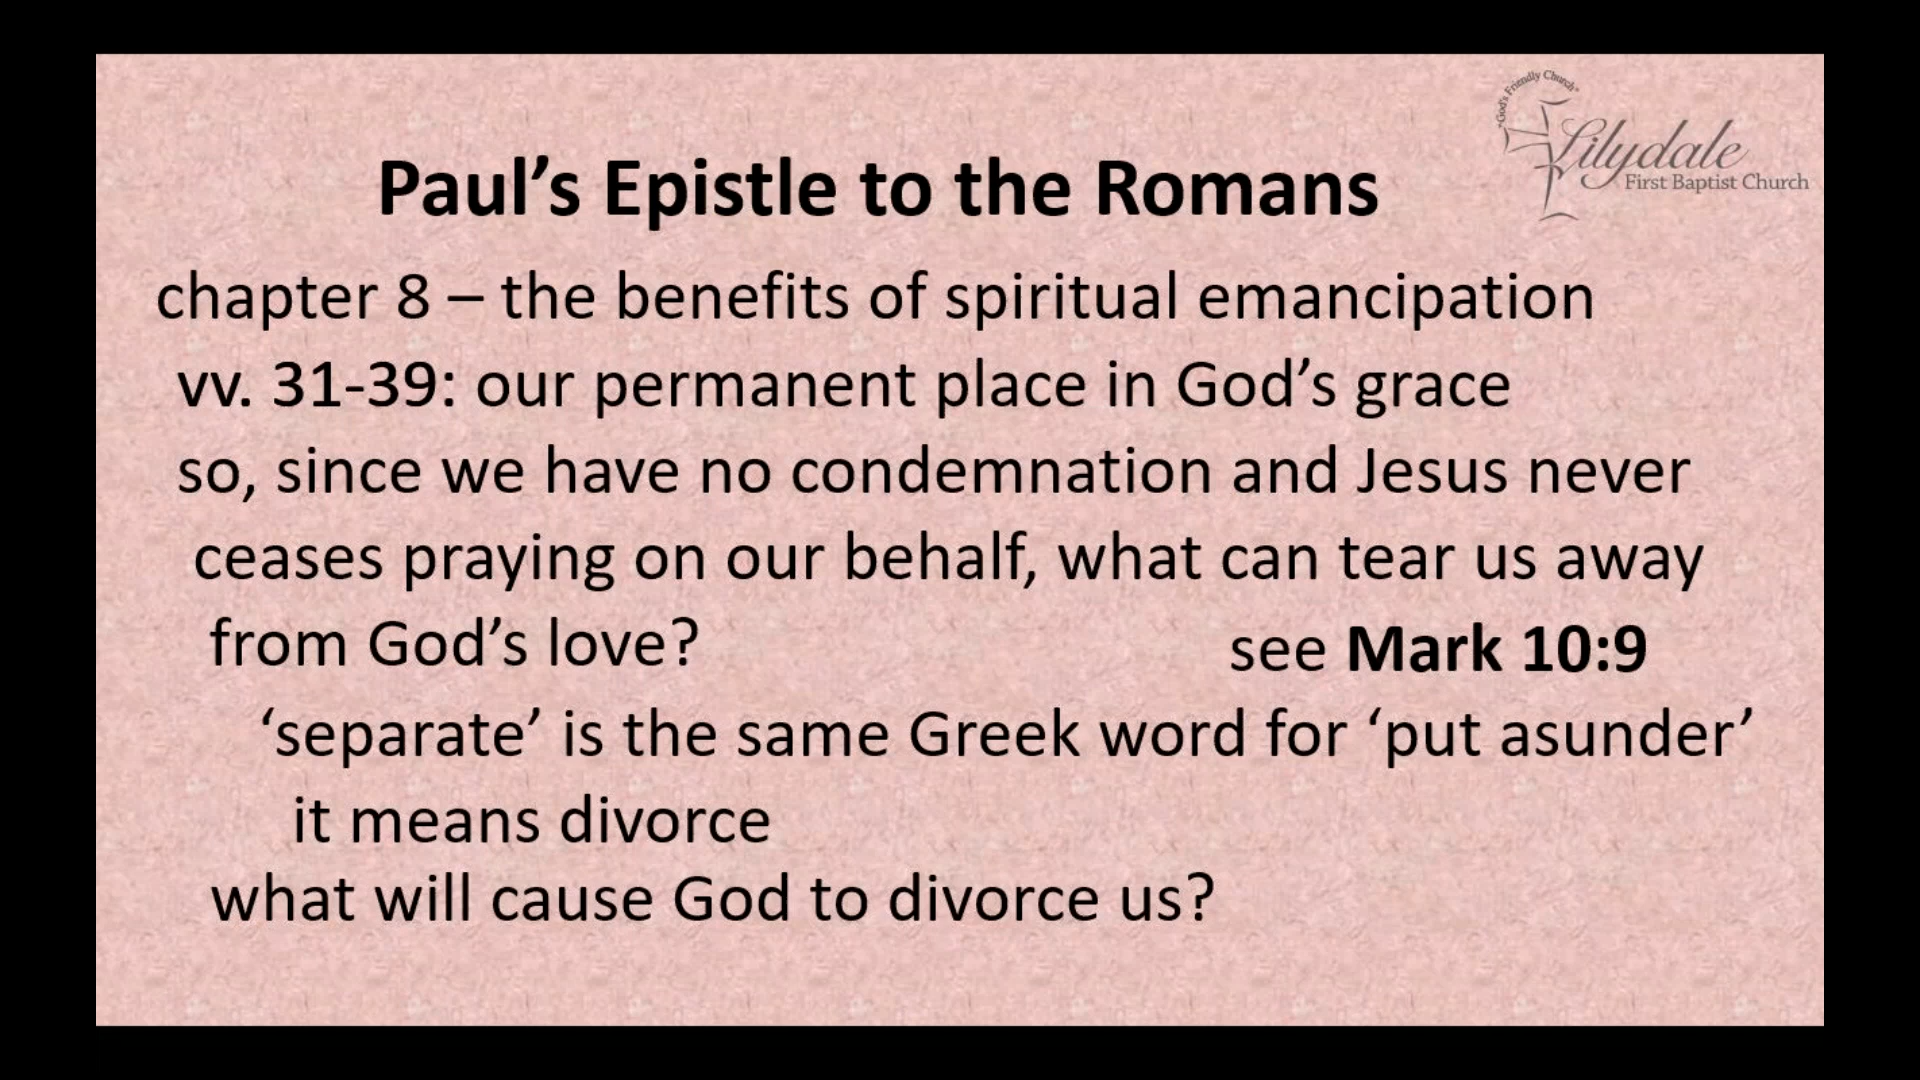 "God's Friendly Church"
Lilydale
First Baptist Church
Paul’s Epistle to the Romans
chapter 8 – the benefits of spiritual emancipation
vv. 31-39: our permanent place in God’s grace
so, since we have no condemnation and Jesus never
ceases praying on our behalf, what can tear us away
from God’s love? see Mark 10:9
‘separate’ is the same Greek word for ‘put asunder’
it means divorce
what will cause God to divorce us?